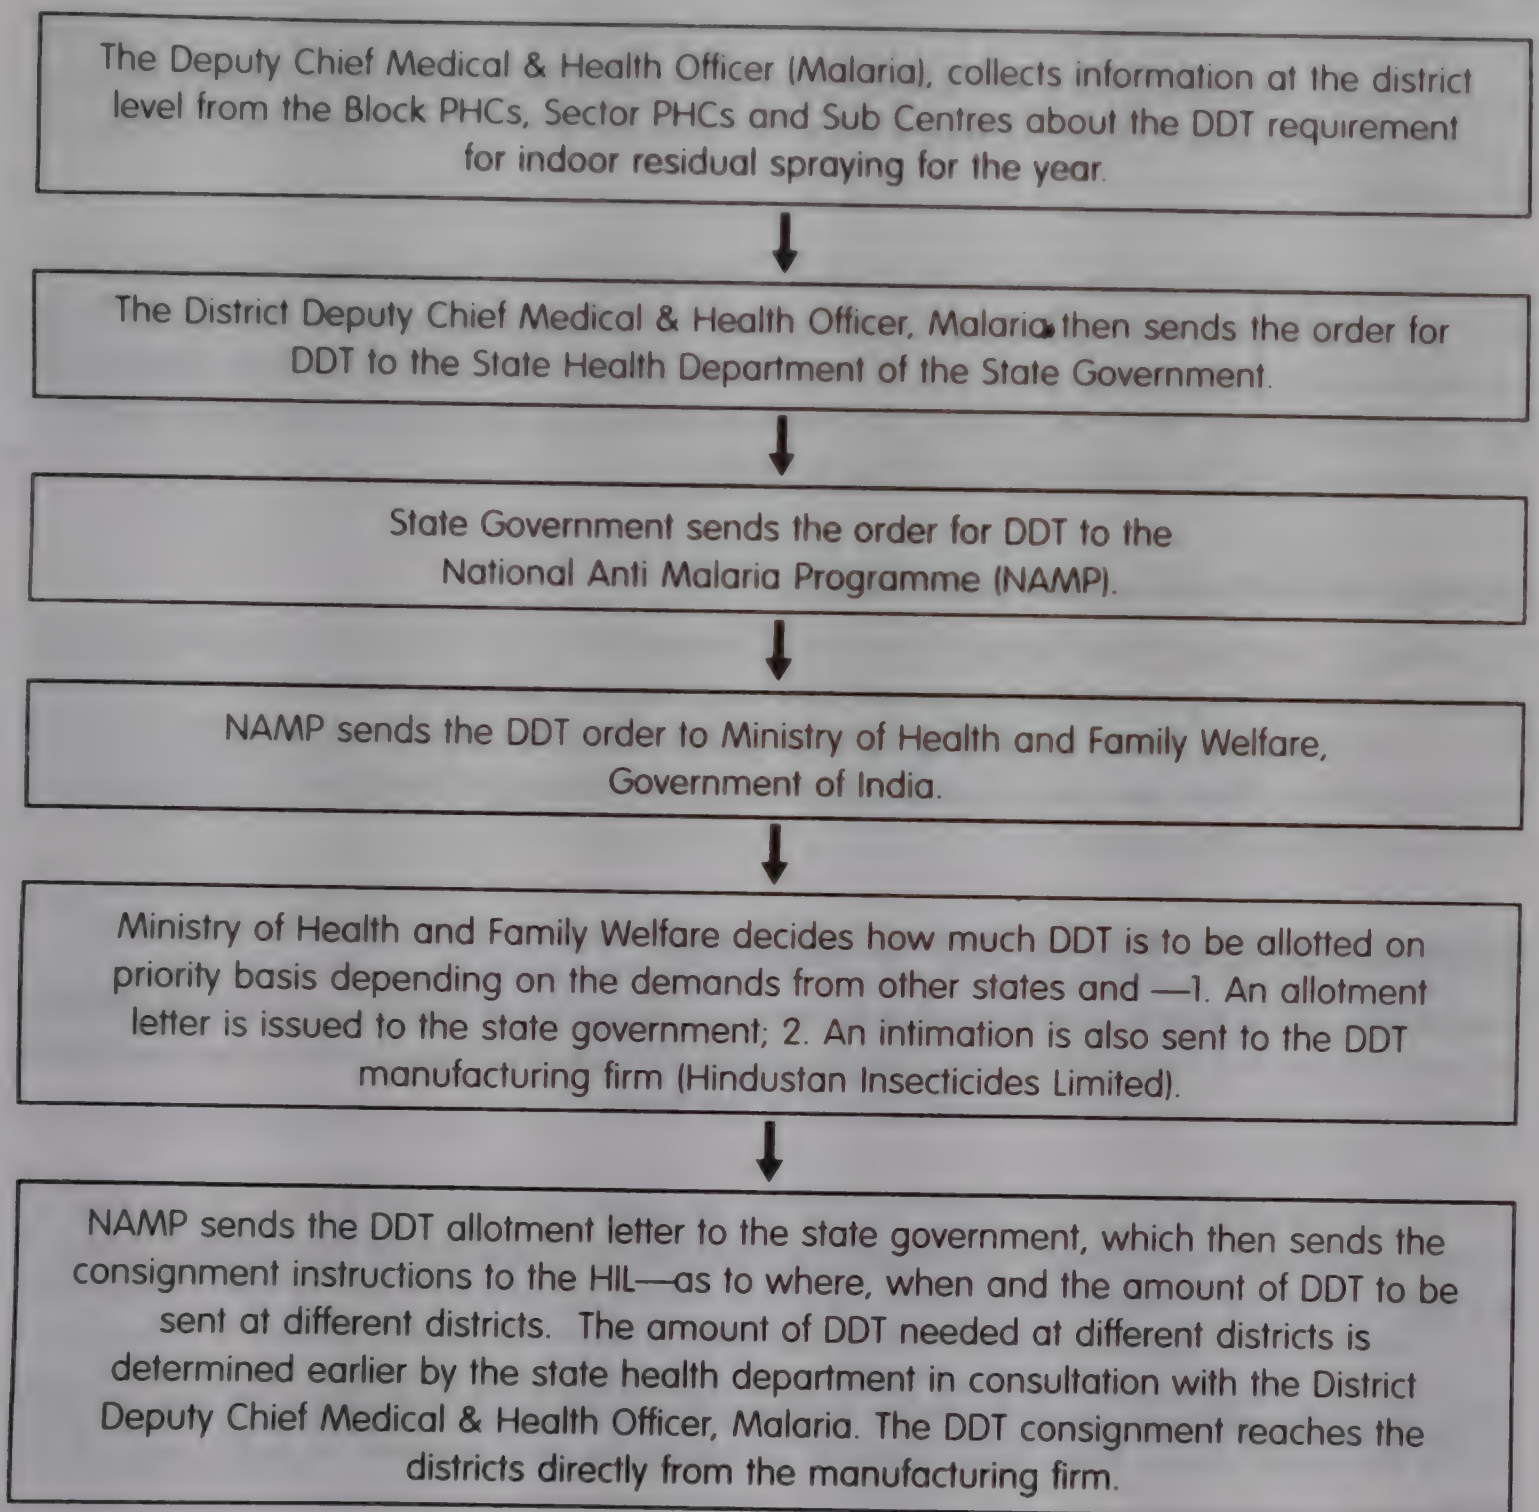 The Deputy Chief Medical & Health Officer (Malaria), collects information at the district
level from the Block PHCs, Sector PHCs and Sub Centres about the DDT requirement
for indoor residual spraying for the year.
The District Deputy Chief Medical & Health Officer, Malaria then sends the order for
DDT to the State Health Department of the State Government.
State Government sends the order for DDT to the
National Anti Malaria Programme (NAMP).
NAMP sends the DDT order to Ministry of Health and Family Welfare,
Government of India.
Ministry of Health and Family Welfare decides how much DDT is to be allotted on
priority basis depending on the demands from other states and —1. An allotment
letter is issued to the state government; 2. An intimation is also sent to the DDT
manufacturing firm (Hindustan Insecticides Limited).
NAMP sends the DDT allotment letter to the state government, which then sends the
consignment instructions to the HIL—as to where, when and the amount of DDT to be
sent at different districts. The amount of DDT needed at different districts is
determined earlier by the state health department in consultation with the District
Deputy Chief Medical & Health Officer, Malaria. The DDT consignment reaches the
districts directly from the manufacturing firm.